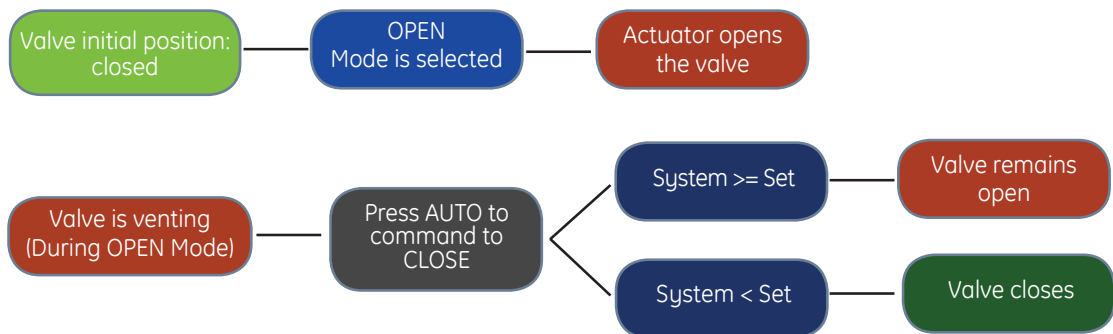 Valve initial position:
closed
OPEN
Mode is selected
Actuator opens
the valve
Valve is venting
(During OPEN Mode)
Press AUTO to
command to
CLOSE
System >= Set
Valve remains
open
System < Set
Valve closes